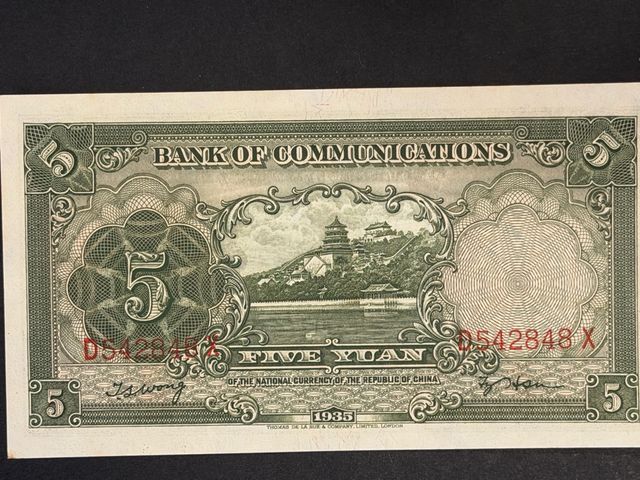 5 BANK OF COMMUNICATIONS 5
5
D542848 X D542848 X
FIVE YUAN
OF THE NATIONAL CURRENCY OF THE REPUBLIC OF CHINA
T.S.Wong
5 1935 5
THOMAS DE LA RUE & COMPANY, LIMITED, LONDON